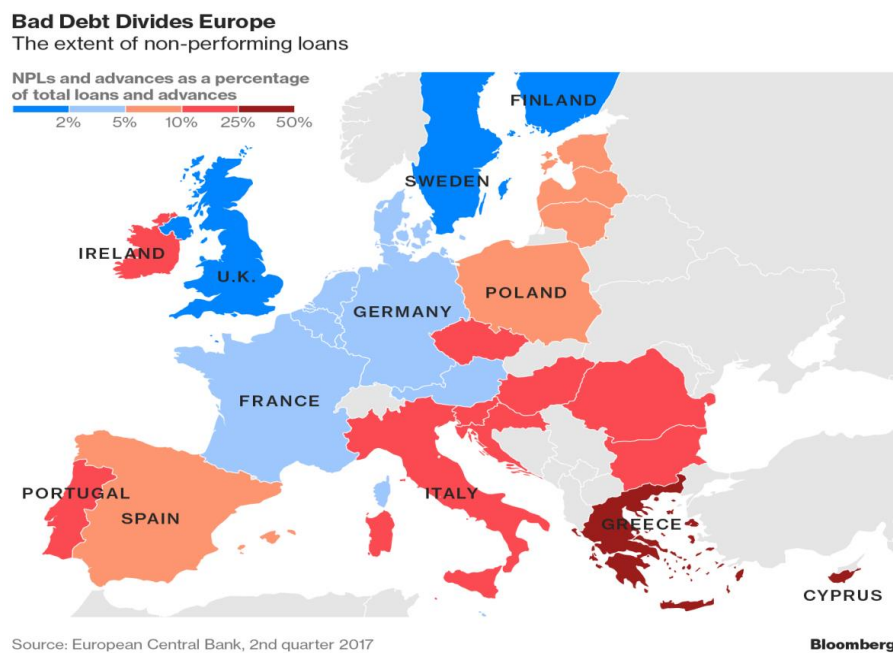 Bad Debt Divides Europe
The extent of non-performing loans
NPLs and advances as a percentage
of total loans and advances
2% 5% 10% 25% 50%
FINLAND
SWEDEN
IRELAND
U.K.
GERMANY
POLAND
FRANCE
PORTUGAL
SPAIN
ITALY
GREECE
CYPRUS
Source: European Central Bank, 2nd quarter 2017
Bloomberg